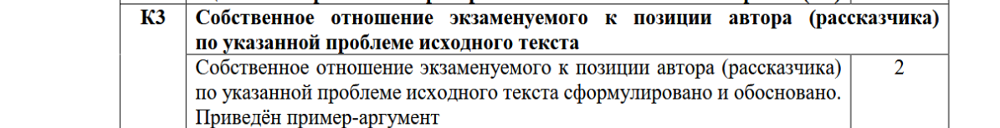 К3 Собственное отношение экзаменуемого к позиции автора (рассказчика)
по указанной проблеме исходного текста
Собственное отношение экзаменуемого к позиции автора (рассказчика) 2
по указанной проблеме исходного текста сформулировано и обосновано.
Приведён пример-аргумент